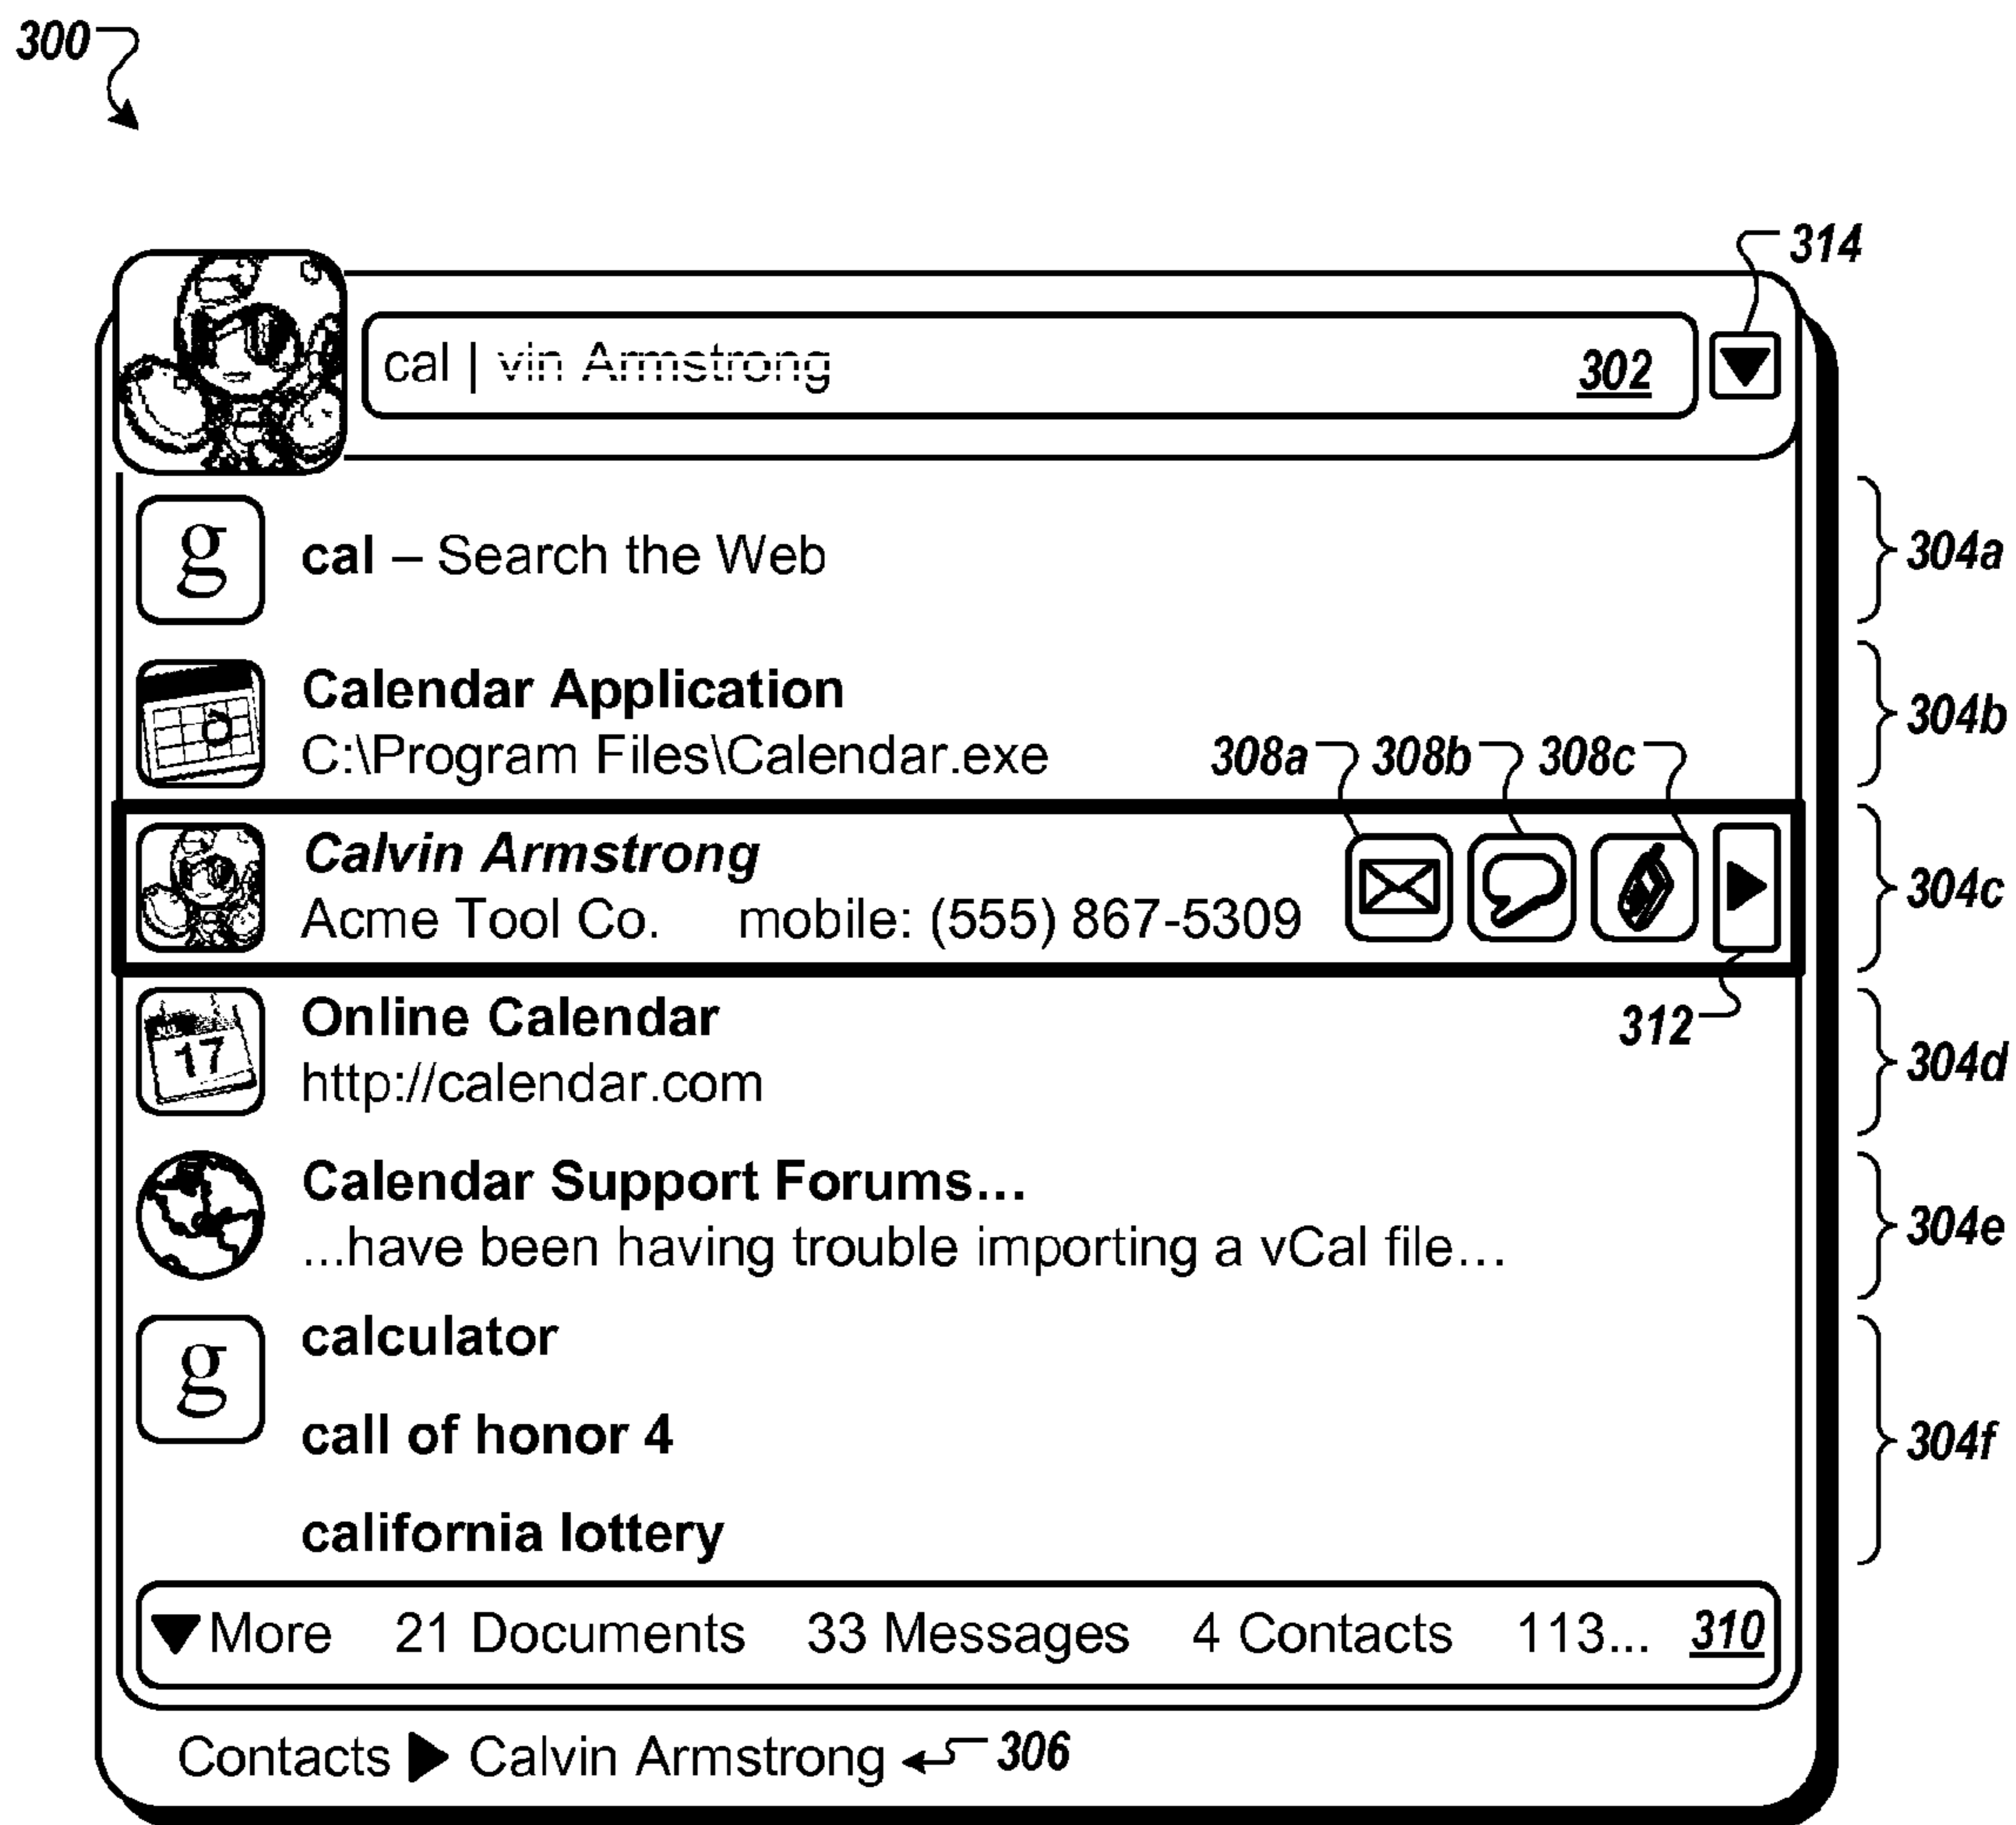 300
314
cal | vin Armstrong 302
g cal – Search the Web 304a
Calendar Application
C:\Program Files\Calendar.exe
304b
308a 308b 308c
Calvin Armstrong
Acme Tool Co. mobile: (555) 867-5309
304c
312
17
Online Calendar
http://calendar.com
304d
Calendar Support Forums...
...have been having trouble importing a vCal file...
304e
g calculator
call of honor 4
california lottery
304f
More 21 Documents 33 Messages 4 Contacts 113... 310
Contacts ▶ Calvin Armstrong 306